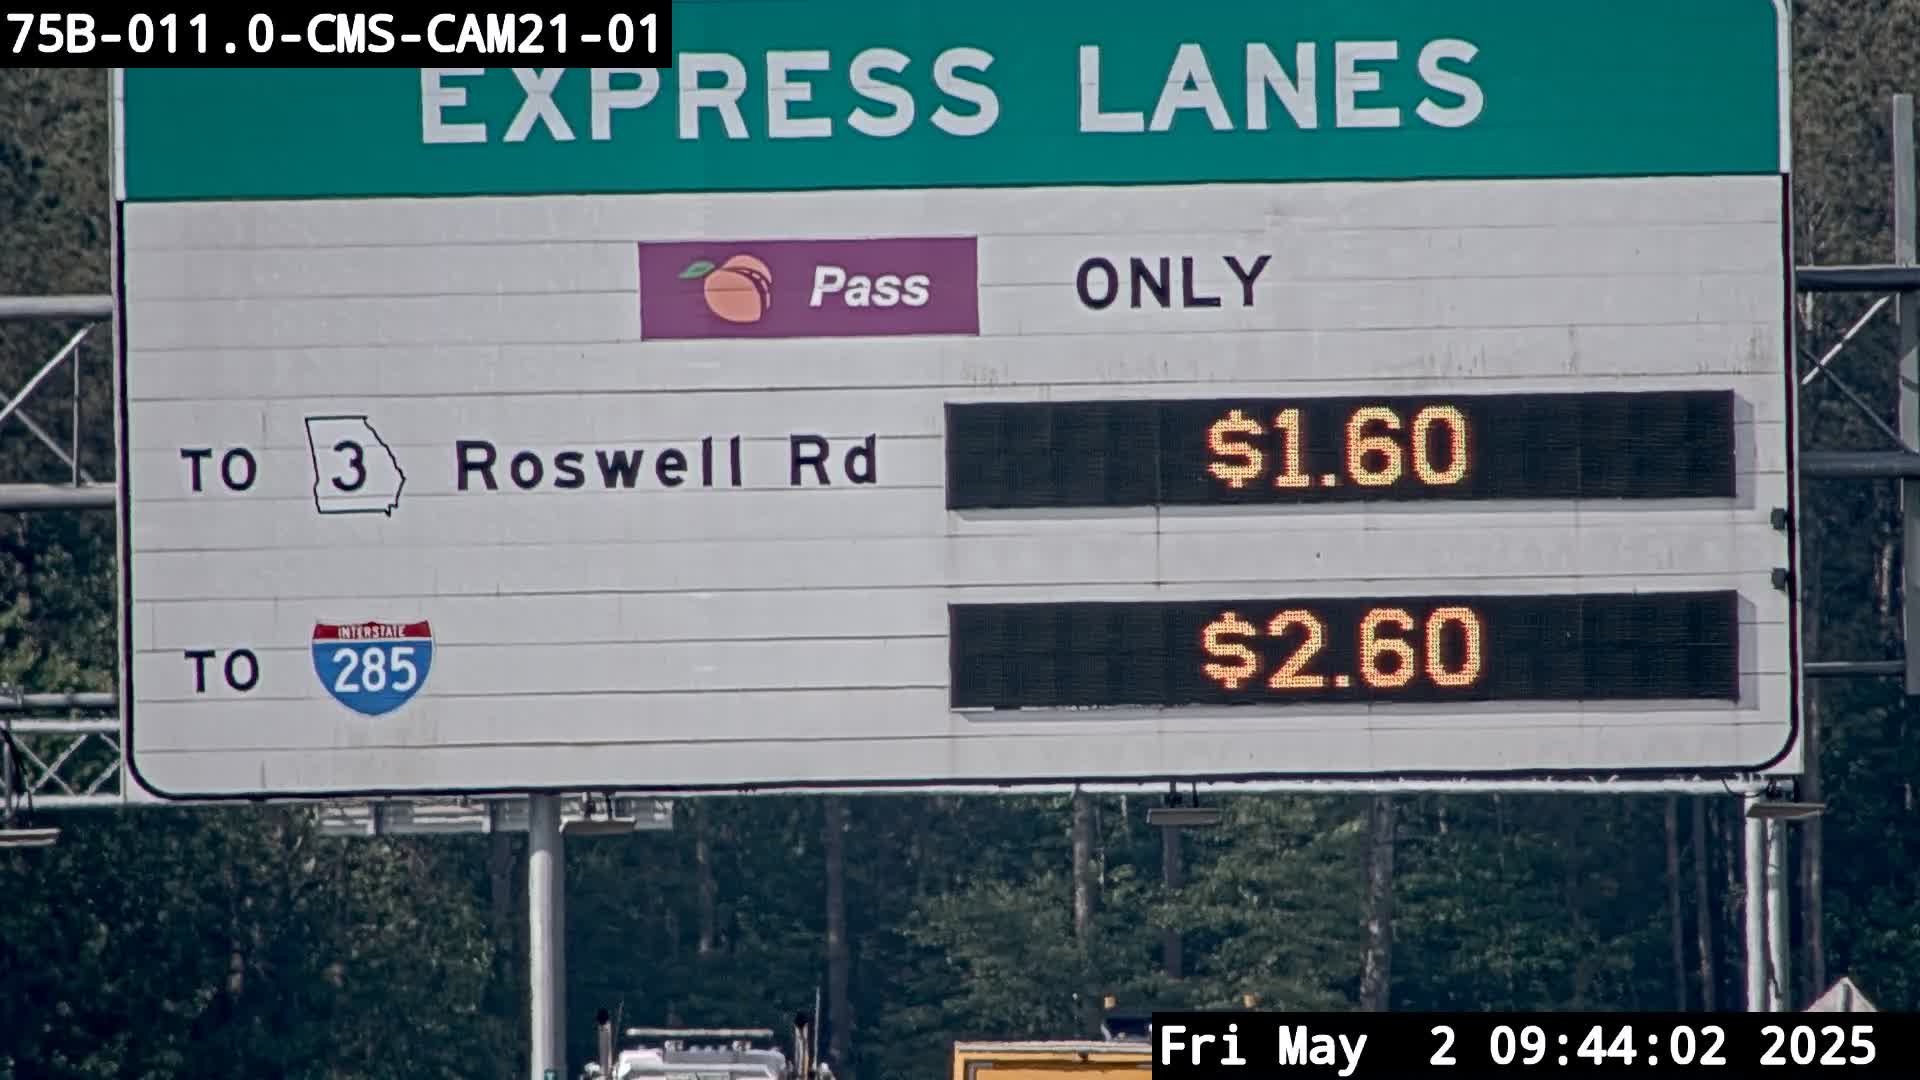 75B-011.0-CMS-CAM21-01
EXPRESS LANES
Pass ONLY
TO 3 Roswell Rd $1.60
INTERSTATE
TO 285 $2.60
Fri May 2 09:44:02 2025